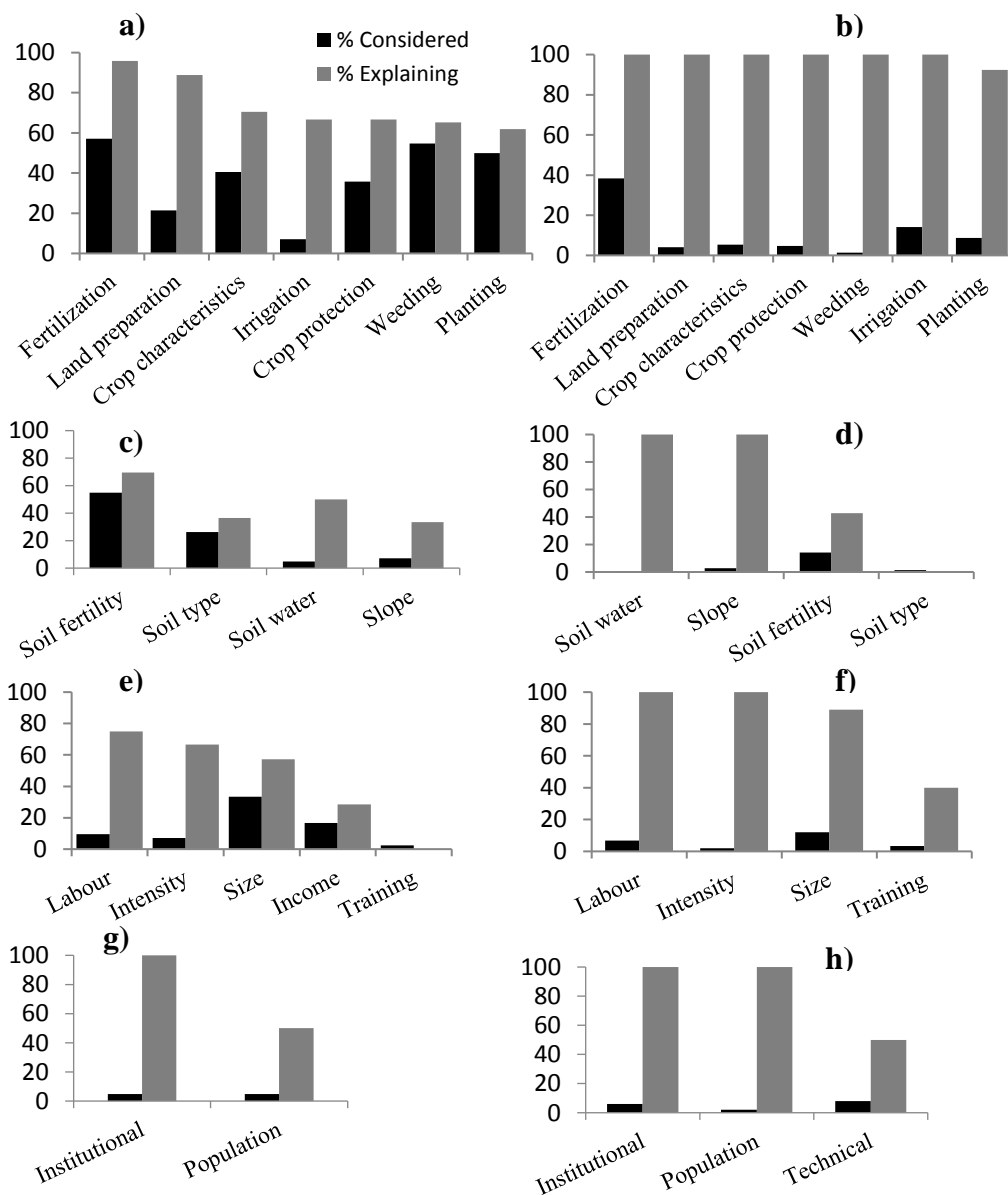 a)
% Considered
% Explaining
100
80
60
40
20
0
Fertilization
Land preparation
Crop characteristics
Irrigation
Crop protection
Weeding
Planting
b)
100
80
60
40
20
0
Fertilization
Land preparation
Crop characteristics
Crop protection
Weeding
Irrigation
Planting
c)
100
80
60
40
20
0
Soil fertility
Soil type
Soil water
Slope
d)
100
80
60
40
20
0
Soil water
Slope
Soil fertility
Soil type
e)
100
80
60
40
20
0
Labour
Intensity
Size
Income
Training
f)
100
80
60
40
20
0
Labour
Intensity
Size
Training
g)
100
80
60
40
20
0
Institutional
Population
h)
100
80
60
40
20
0
Institutional
Population
Technical